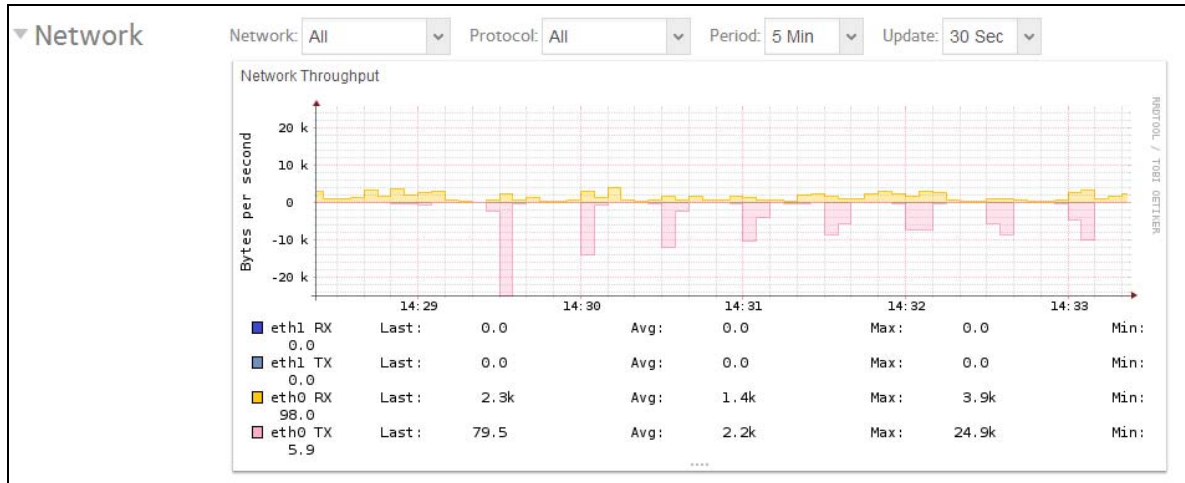 Network
Network: All Protocol: All Period: 5 Min Update: 30 Sec
Network Throughput
Bytes per second
20 k
10 k
0
-10 k
-20 k
14:29 14:30 14:31 14:32 14:33
RRDTOOL / TOBI OETIKER
eth1 RX Last: 0.0 Avg: 0.0 Max: 0.0 Min:
0.0
eth1 TX Last: 0.0 Avg: 0.0 Max: 0.0 Min:
0.0
eth0 RX Last: 2.3k Avg: 1.4k Max: 3.9k Min:
98.0
eth0 TX Last: 79.5 Avg: 2.2k Max: 24.9k Min:
5.9